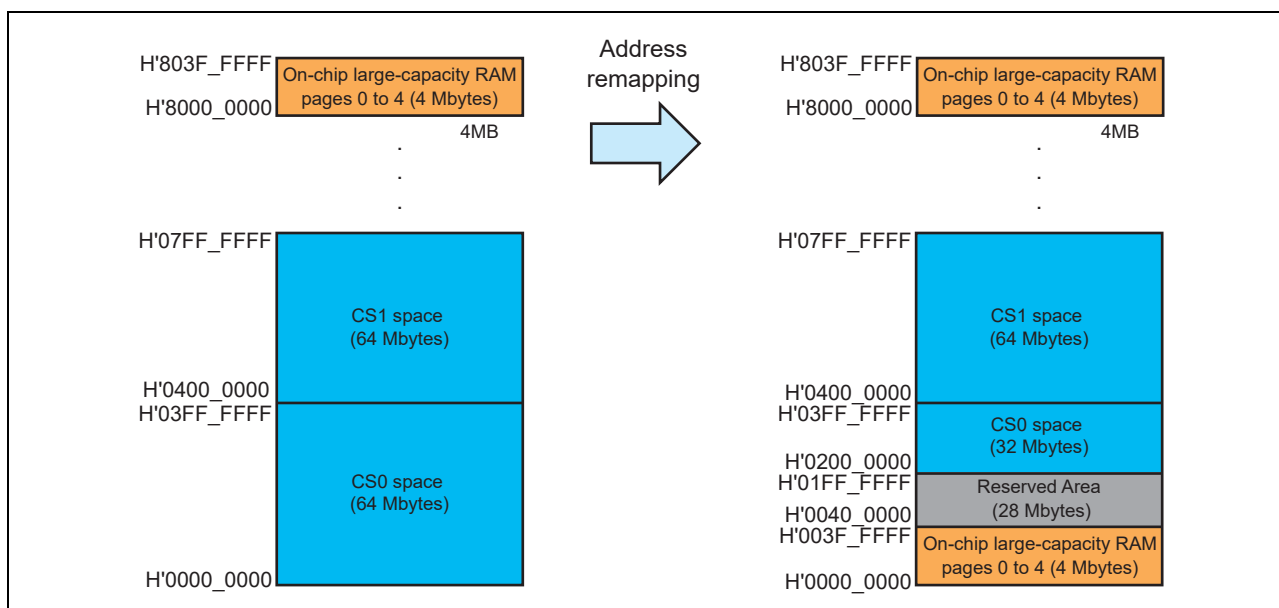 H'803F_FFFF
On-chip large-capacity RAM
pages 0 to 4 (4 Mbytes)
H'8000_0000
4MB
.
.
.
H'07FF_FFFF
CS1 space
(64 Mbytes)
H'0400_0000
H'03FF_FFFF
CS0 space
(64 Mbytes)
H'0000_0000
Address
remapping
H'803F_FFFF
On-chip large-capacity RAM
pages 0 to 4 (4 Mbytes)
H'8000_0000
4MB
.
.
.
H'07FF_FFFF
CS1 space
(64 Mbytes)
H'0400_0000
H'03FF_FFFF
CS0 space
(32 Mbytes)
H'0200_0000
H'01FF_FFFF
Reserved Area
(28 Mbytes)
H'0040_0000
H'003F_FFFF
On-chip large-capacity RAM
pages 0 to 4 (4 Mbytes)
H'0000_0000